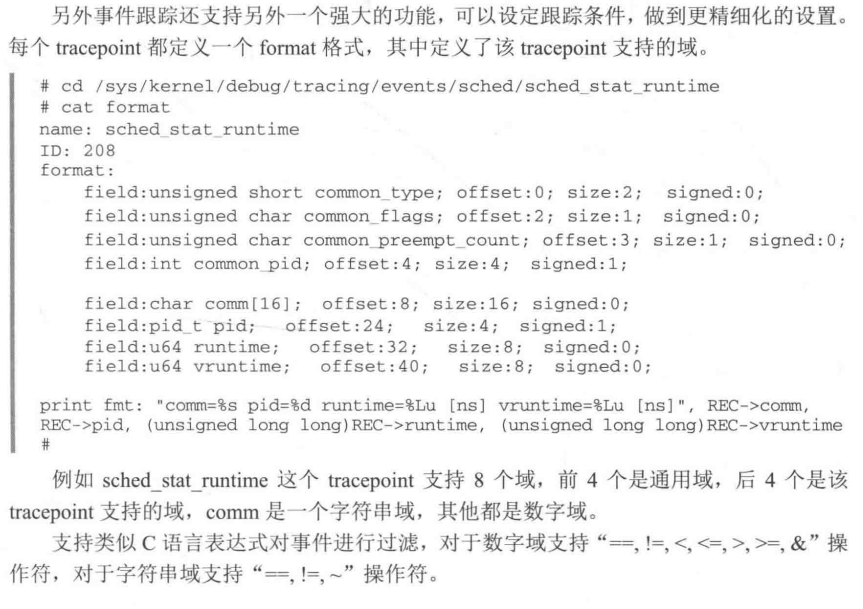 另外事件跟踪还支持另外一个强大的功能，可以设定跟踪条件，做到更精细化的设置。
每个 tracepoint 都定义一个 format 格式，其中定义了该 tracepoint 支持的域。
# cd /sys/kernel/debug/tracing/events/sched/sched_stat_runtime
# cat format
name: sched_stat_runtime
ID: 208
format:
field:unsigned short common_type; offset:0; size:2; signed:0;
field:unsigned char common_flags; offset:2; size:1; signed:0;
field:unsigned char common_preempt_count; offset:3; size:1; signed:0;
field:int common_pid; offset:4; size:4; signed:1;
field:char comm[16]; offset:8; size:16; signed:0;
field:pid_t pid; offset:24; size:4; signed:1;
field:u64 runtime; offset:32; size:8; signed:0;
field:u64 vruntime; offset:40; size:8; signed:0;
print fmt: "comm=%s pid=%d runtime=%Lu [ns] vruntime=%Lu [ns]", REC->comm,
REC->pid, (unsigned long long)REC->runtime, (unsigned long long)REC->vruntime
#
例如 sched_stat_runtime 这个 tracepoint 支持 8 个域，前 4 个是通用域，后 4 个是该
tracepoint 支持的域，comm 是一个字符串域，其他都是数字域。
支持类似 C 语言表达式对事件进行过滤，对于数字域支持“==, !=, <, <=, >, >=, &”操
作符，对于字符串域支持“==, !=, ~”操作符。